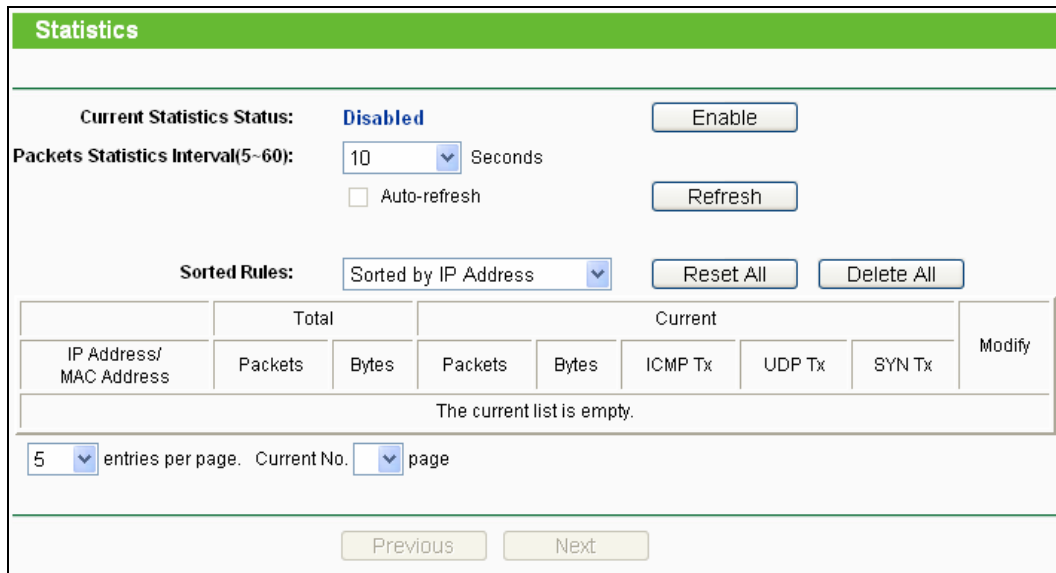 Statistics
Current Statistics Status: Disabled Enable
Packets Statistics Interval(5~60): 10 Seconds
Auto-refresh Refresh
Sorted Rules: Sorted by IP Address Reset All Delete All
Total Current Modify
IP Address/
MAC Address Packets Bytes Packets Bytes ICMP Tx UDP Tx SYN Tx
The current list is empty.
5 entries per page. Current No. page
Previous Next